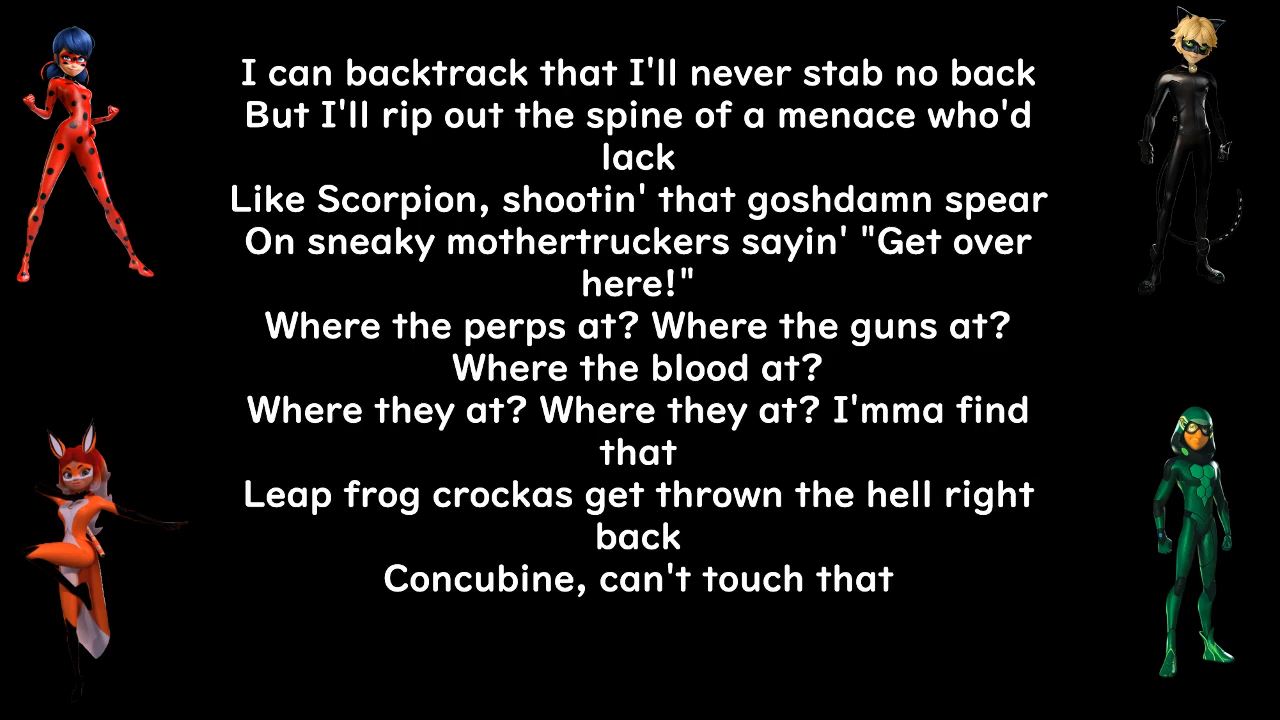 I can backtrack that I'll never stab no back
But I'll rip out the spine of a menace who'd
lack
Like Scorpion, shootin' that goshdamn spear
On sneaky mothertruckers sayin' "Get over
here!"
Where the perps at? Where the guns at?
Where the blood at?
Where they at? Where they at? I'mma find
that
Leap frog crockas get thrown the hell right
back
Concubine, can't touch that